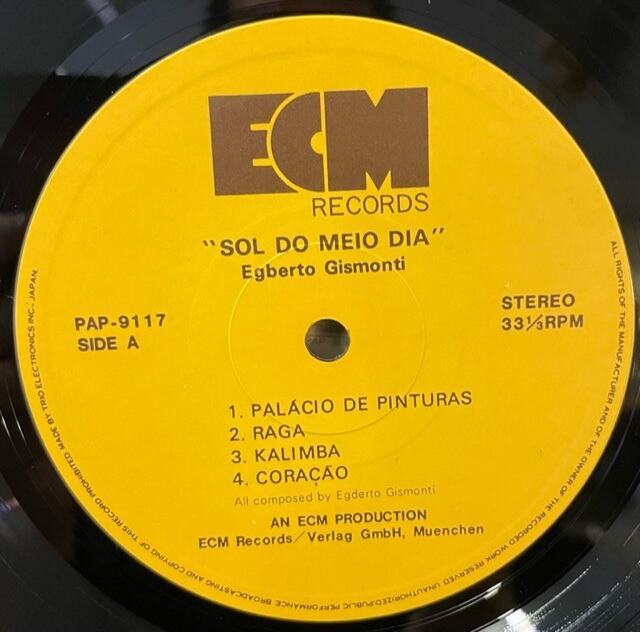 ECM
RECORDS
"SOL DO MEIO DIA"
Egberto Gismonti
PAP-9117
SIDE A
STEREO
33⅓RPM
1. PALÁCIO DE PINTURAS
2. RAGA
3. KALIMBA
4. CORAÇÃO
All composed by Egderto Gismonti
AN ECM PRODUCTION
ECM Records/Verlag GmbH, Muenchen
ALL RIGHTS OF THE MANUFACTURER AND OF THE OWNER OF THE RECORDED WORK RESERVED UNAUTHORIZED PUBLIC PERFORMANCE BROADCASTING AND COPYING OF THIS RECORD PROHIBITED MADE BY TRIO ELECTRONICS INC. JAPAN